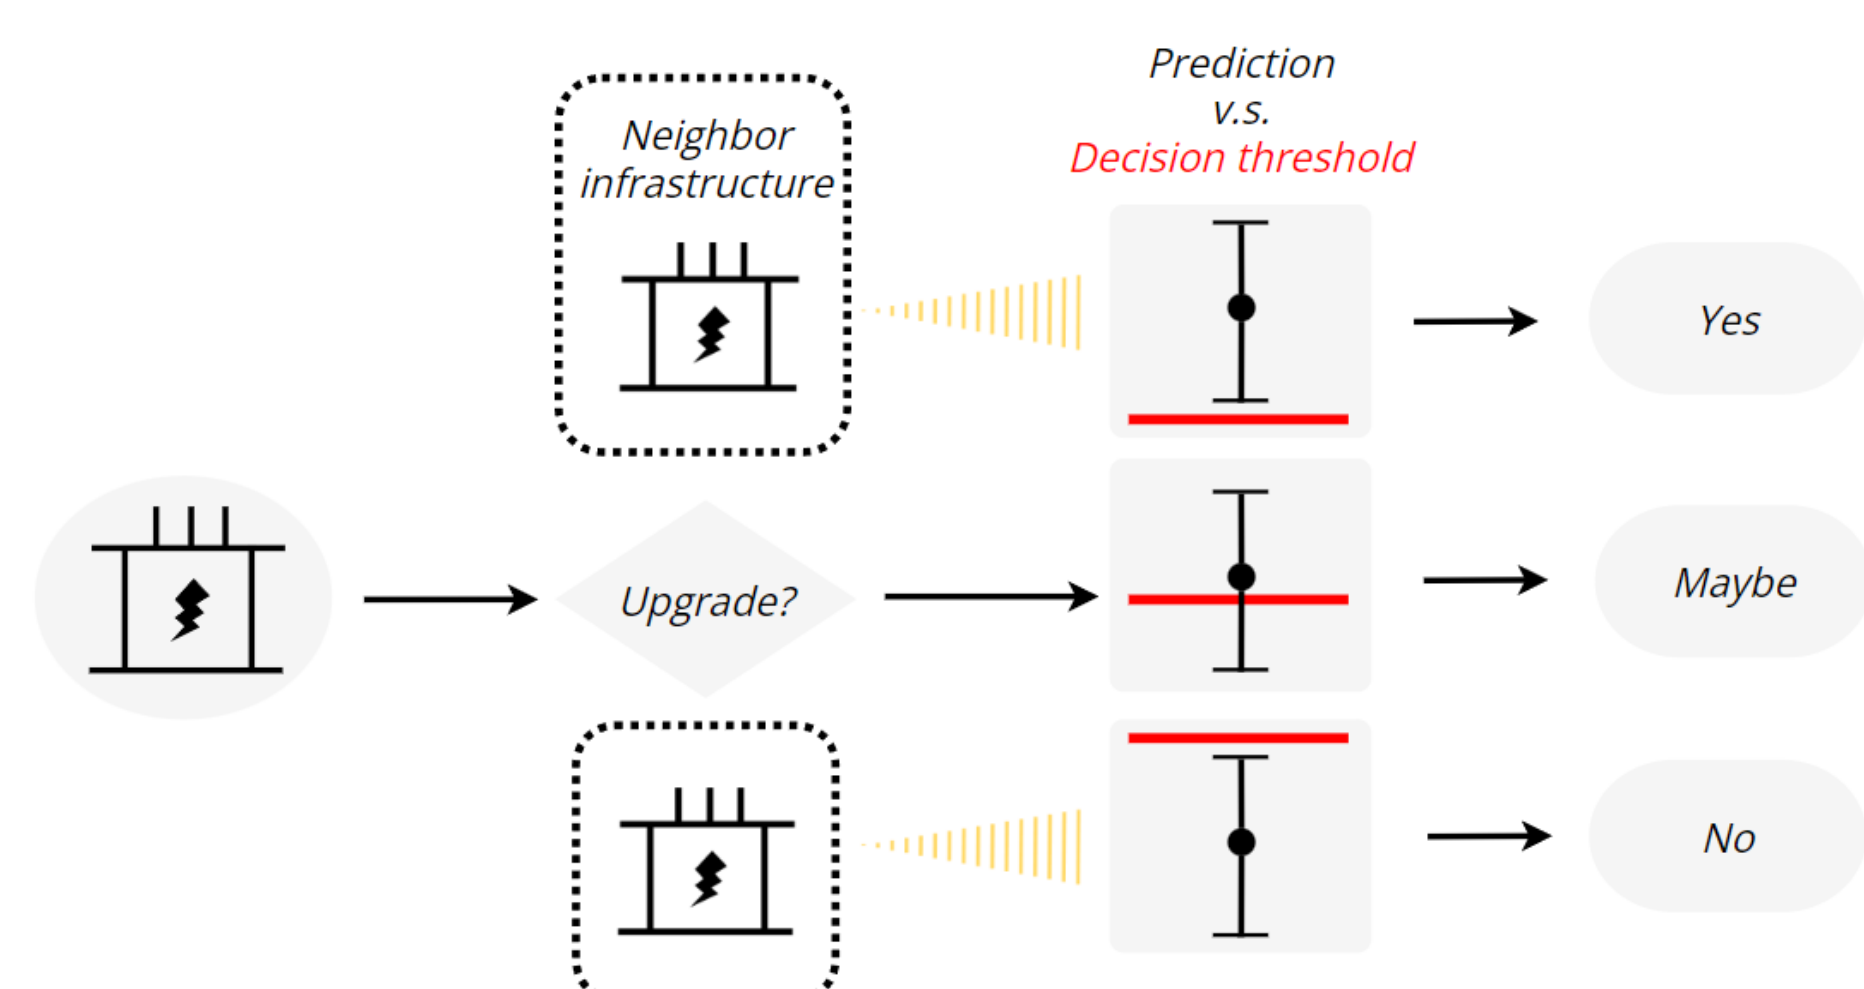 Neighbor
infrastructure
Prediction
v.s.
Decision threshold
Yes
Upgrade?
Maybe
No